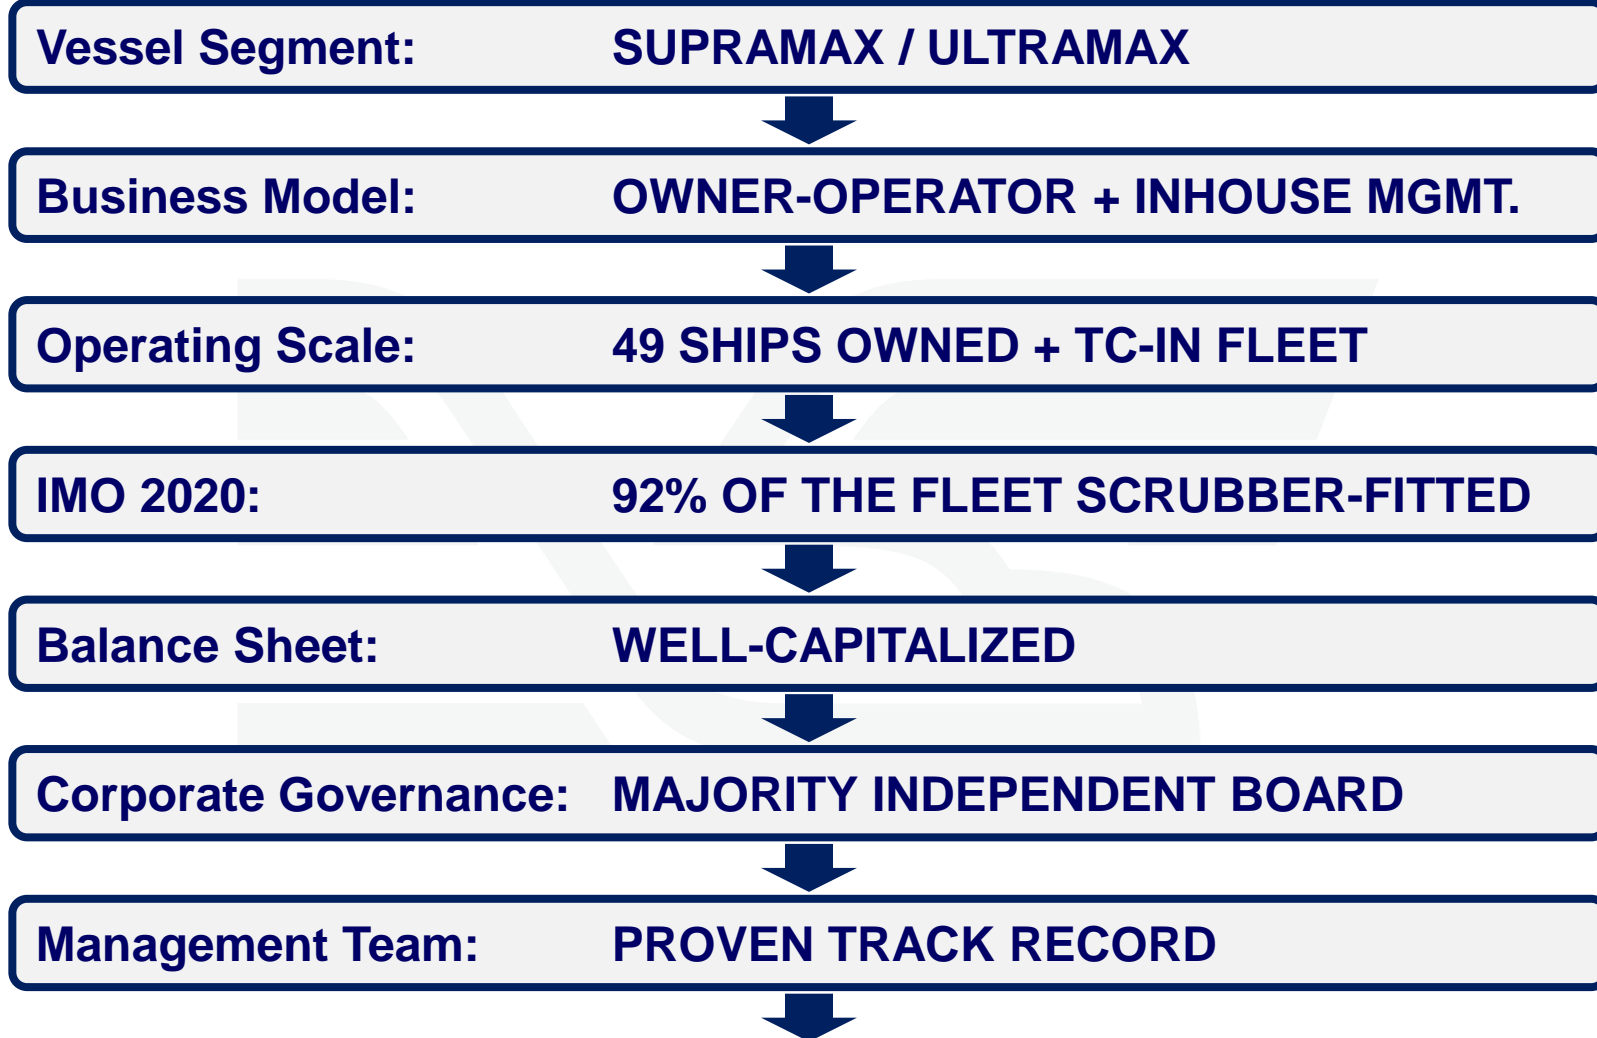 Vessel Segment: SUPRAMAX / ULTRAMAX
Business Model: OWNER-OPERATOR + INHOUSE MGMT.
Operating Scale: 49 SHIPS OWNED + TC-IN FLEET
IMO 2020: 92% OF THE FLEET SCRUBBER-FITTED
Balance Sheet: WELL-CAPITALIZED
Corporate Governance: MAJORITY INDEPENDENT BOARD
Management Team: PROVEN TRACK RECORD